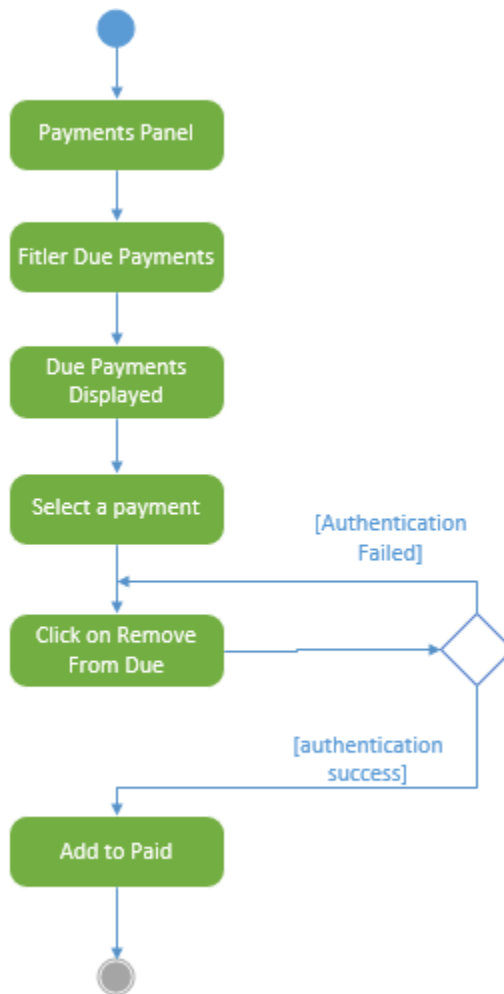 Payments Panel
Fitler Due Payments
Due Payments
Displayed
Select a payment
[Authentication
Failed]
Click on Remove
From Due
[authentication
success]
Add to Paid